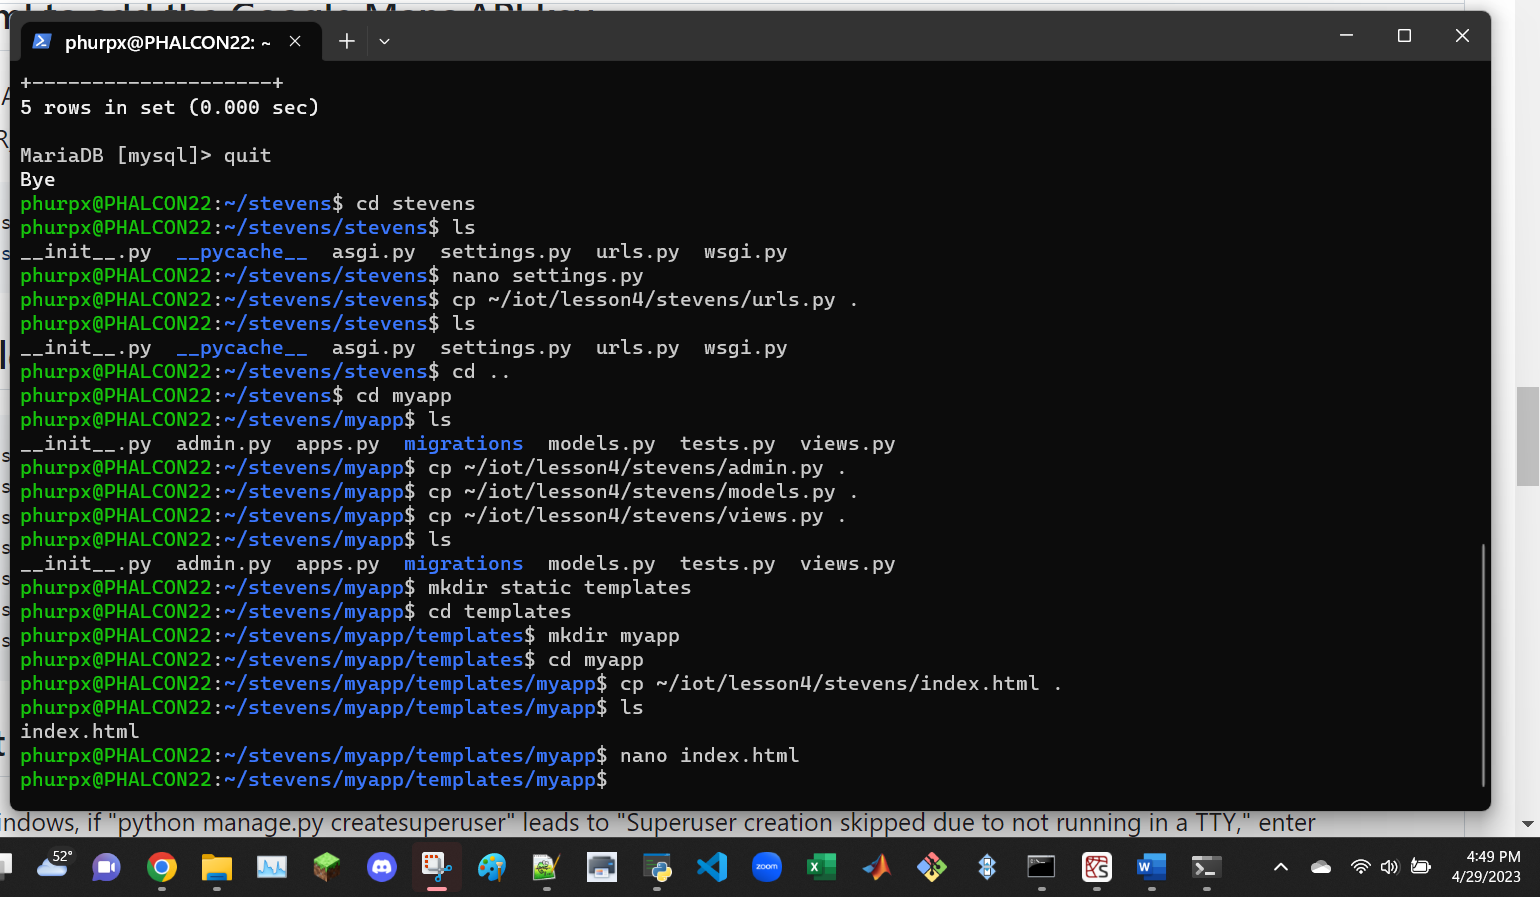 ml to add the Google Maps API key
phurpx@PHALCON22: ~
+--------------------+
5 rows in set (0.000 sec)
MariaDB [mysql]> quit
Bye
phurpx@PHALCON22:~/stevens$ cd stevens
phurpx@PHALCON22:~/stevens/stevens$ ls
__init__.py  __pycache__  asgi.py  settings.py  urls.py  wsgi.py
phurpx@PHALCON22:~/stevens/stevens$ nano settings.py
phurpx@PHALCON22:~/stevens/stevens$ cp ~/iot/lesson4/stevens/urls.py .
phurpx@PHALCON22:~/stevens/stevens$ ls
__init__.py  __pycache__  asgi.py  settings.py  urls.py  wsgi.py
phurpx@PHALCON22:~/stevens/stevens$ cd ..
phurpx@PHALCON22:~/stevens$ cd myapp
phurpx@PHALCON22:~/stevens/myapp$ ls
__init__.py  admin.py  apps.py  migrations  models.py  tests.py  views.py
phurpx@PHALCON22:~/stevens/myapp$ cp ~/iot/lesson4/stevens/admin.py .
phurpx@PHALCON22:~/stevens/myapp$ cp ~/iot/lesson4/stevens/models.py .
phurpx@PHALCON22:~/stevens/myapp$ cp ~/iot/lesson4/stevens/views.py .
phurpx@PHALCON22:~/stevens/myapp$ ls
__init__.py  admin.py  apps.py  migrations  models.py  tests.py  views.py
phurpx@PHALCON22:~/stevens/myapp$ mkdir static templates
phurpx@PHALCON22:~/stevens/myapp$ cd templates
phurpx@PHALCON22:~/stevens/myapp/templates$ mkdir myapp
phurpx@PHALCON22:~/stevens/myapp/templates$ cd myapp
phurpx@PHALCON22:~/stevens/myapp/templates/myapp$ cp ~/iot/lesson4/stevens/index.html .
phurpx@PHALCON22:~/stevens/myapp/templates/myapp$ ls
index.html
phurpx@PHALCON22:~/stevens/myapp/templates/myapp$ nano index.html
phurpx@PHALCON22:~/stevens/myapp/templates/myapp$
indows, if "python manage.py createsuperuser" leads to "Superuser creation skipped due to not running in a TTY," enter
52°
zoom
4:49 PM
4/29/2023